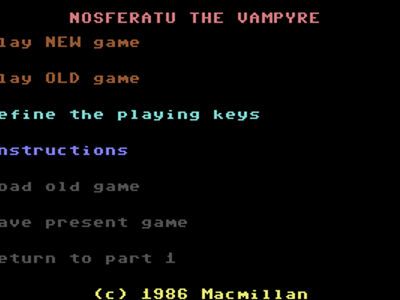 NOSFERATU THE VAMPYRE
lay NEW game
lay OLD game
efine the playing keys
nstructions
oad old game
ave present game
eturn to part 1
(c) 1986 Macmillan